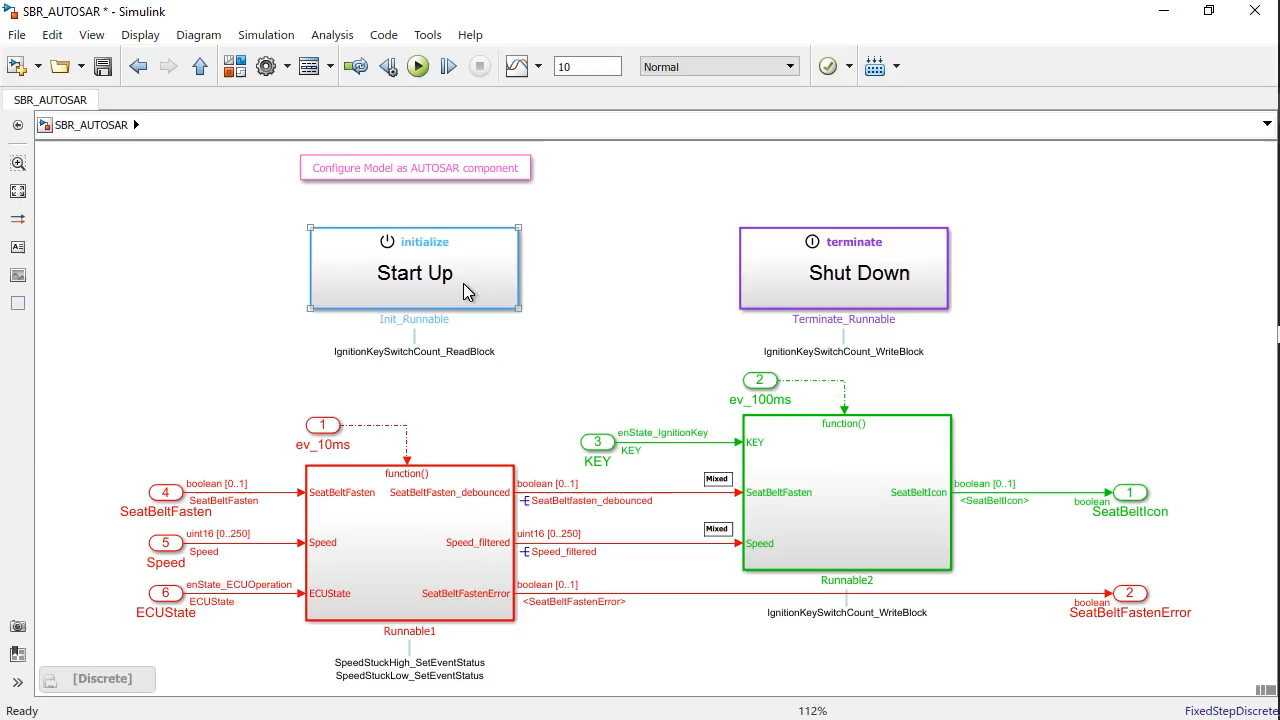 SBR_AUTOSAR * - Simulink
File Edit View Display Diagram Simulation Analysis Code Tools Help
10
Normal
SBR_AUTOSAR
SBR_AUTOSAR
Configure Model as AUTOSAR component
initialize
Start Up
Init_Runnable
IgnitionKeySwitchCount_ReadBlock
terminate
Shut Down
Terminate_Runnable
IgnitionKeySwitchCount_WriteBlock
2
ev_100ms
function()
1
ev_10ms
function()
3
KEY
enState_IgnitionKey
KEY
KEY
4
SeatBeltFasten
boolean [0..1]
SeatBeltFasten
SeatBeltFasten
SeatBeltFasten_debounced
boolean [0..1]
SeatBeltfasten_debounced
Mixed
SeatBeltFasten
SeatBeltIcon
boolean [0..1]
<SeatBeltIcon>
boolean
1
SeatBeltIcon
5
Speed
uint16 [0..250]
Speed
Speed
Speed_filtered
uint16 [0..250]
Speed_filtered
Mixed
Speed
6
ECUState
enState_ECUOperation
ECUState
ECUState
SeatBeltFastenError
boolean [0..1]
<SeatBeltFastenError>
boolean
2
SeatBeltFastenError
Runnable2
IgnitionKeySwitchCount_WriteBlock
Runnable1
SpeedStuckHigh_SetEventStatus
SpeedStuckLow_SetEventStatus
[Discrete]
Ready
112%
FixedStepDiscrete